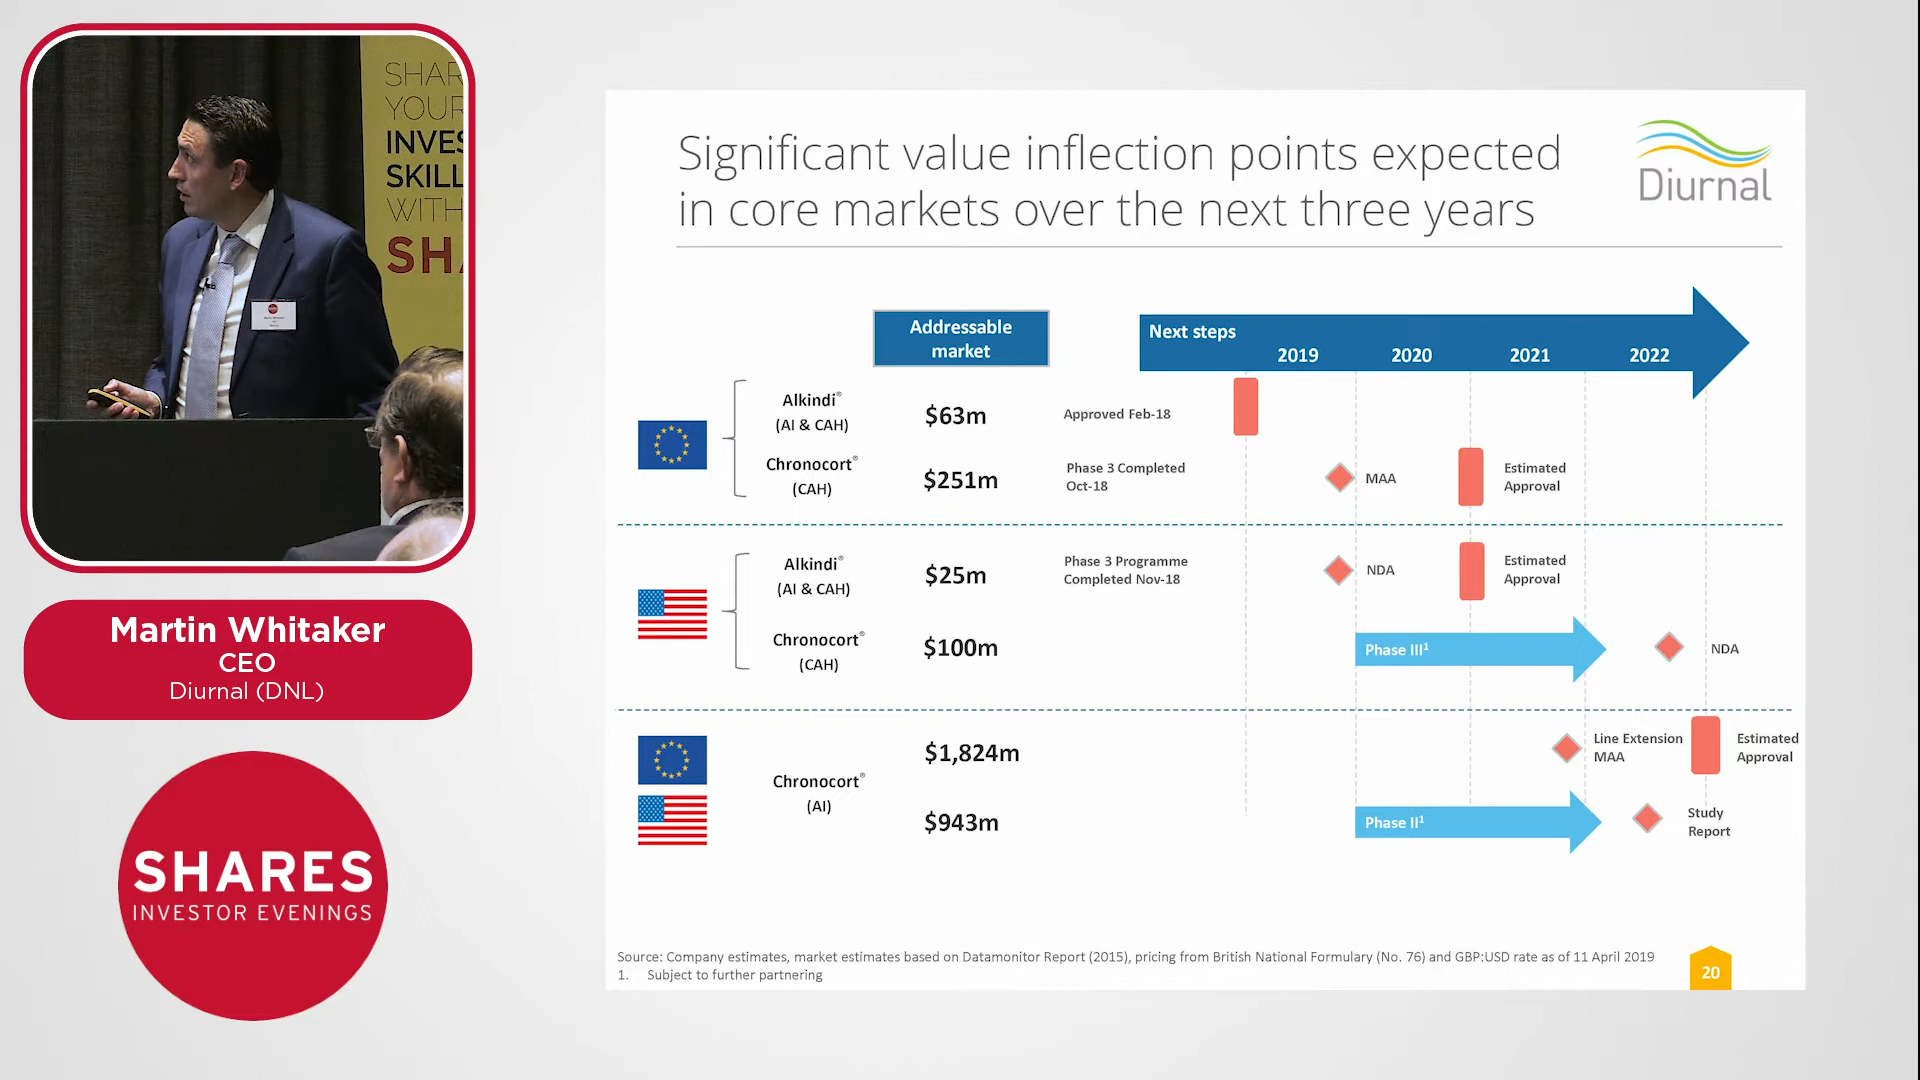 SHAR
YOUR
INVES
SKILL
WITH
SHA
Martin Whitaker
CEO
Diurnal (DNL)
SHARES
INVESTOR EVENINGS
Significant value inflection points expected
in core markets over the next three years
Diurnal
Addressable
market
Next steps
2019 2020 2021 2022
Alkindi®
(AI & CAH)
$63m
Approved Feb-18
Chronocort®
(CAH)
$251m
Phase 3 Completed
Oct-18
MAA
Estimated
Approval
Alkindi®
(AI & CAH)
$25m
Phase 3 Programme
Completed Nov-18
NDA
Estimated
Approval
Chronocort®
(CAH)
$100m
Phase III¹
NDA
Chronocort®
(AI)
$1,824m
Line Extension
MAA
Estimated
Approval
$943m
Phase II¹
Study
Report
Source: Company estimates, market estimates based on Datamonitor Report (2015), pricing from British National Formulary (No. 76) and GBP:USD rate as of 11 April 2019
1. Subject to further partnering
20